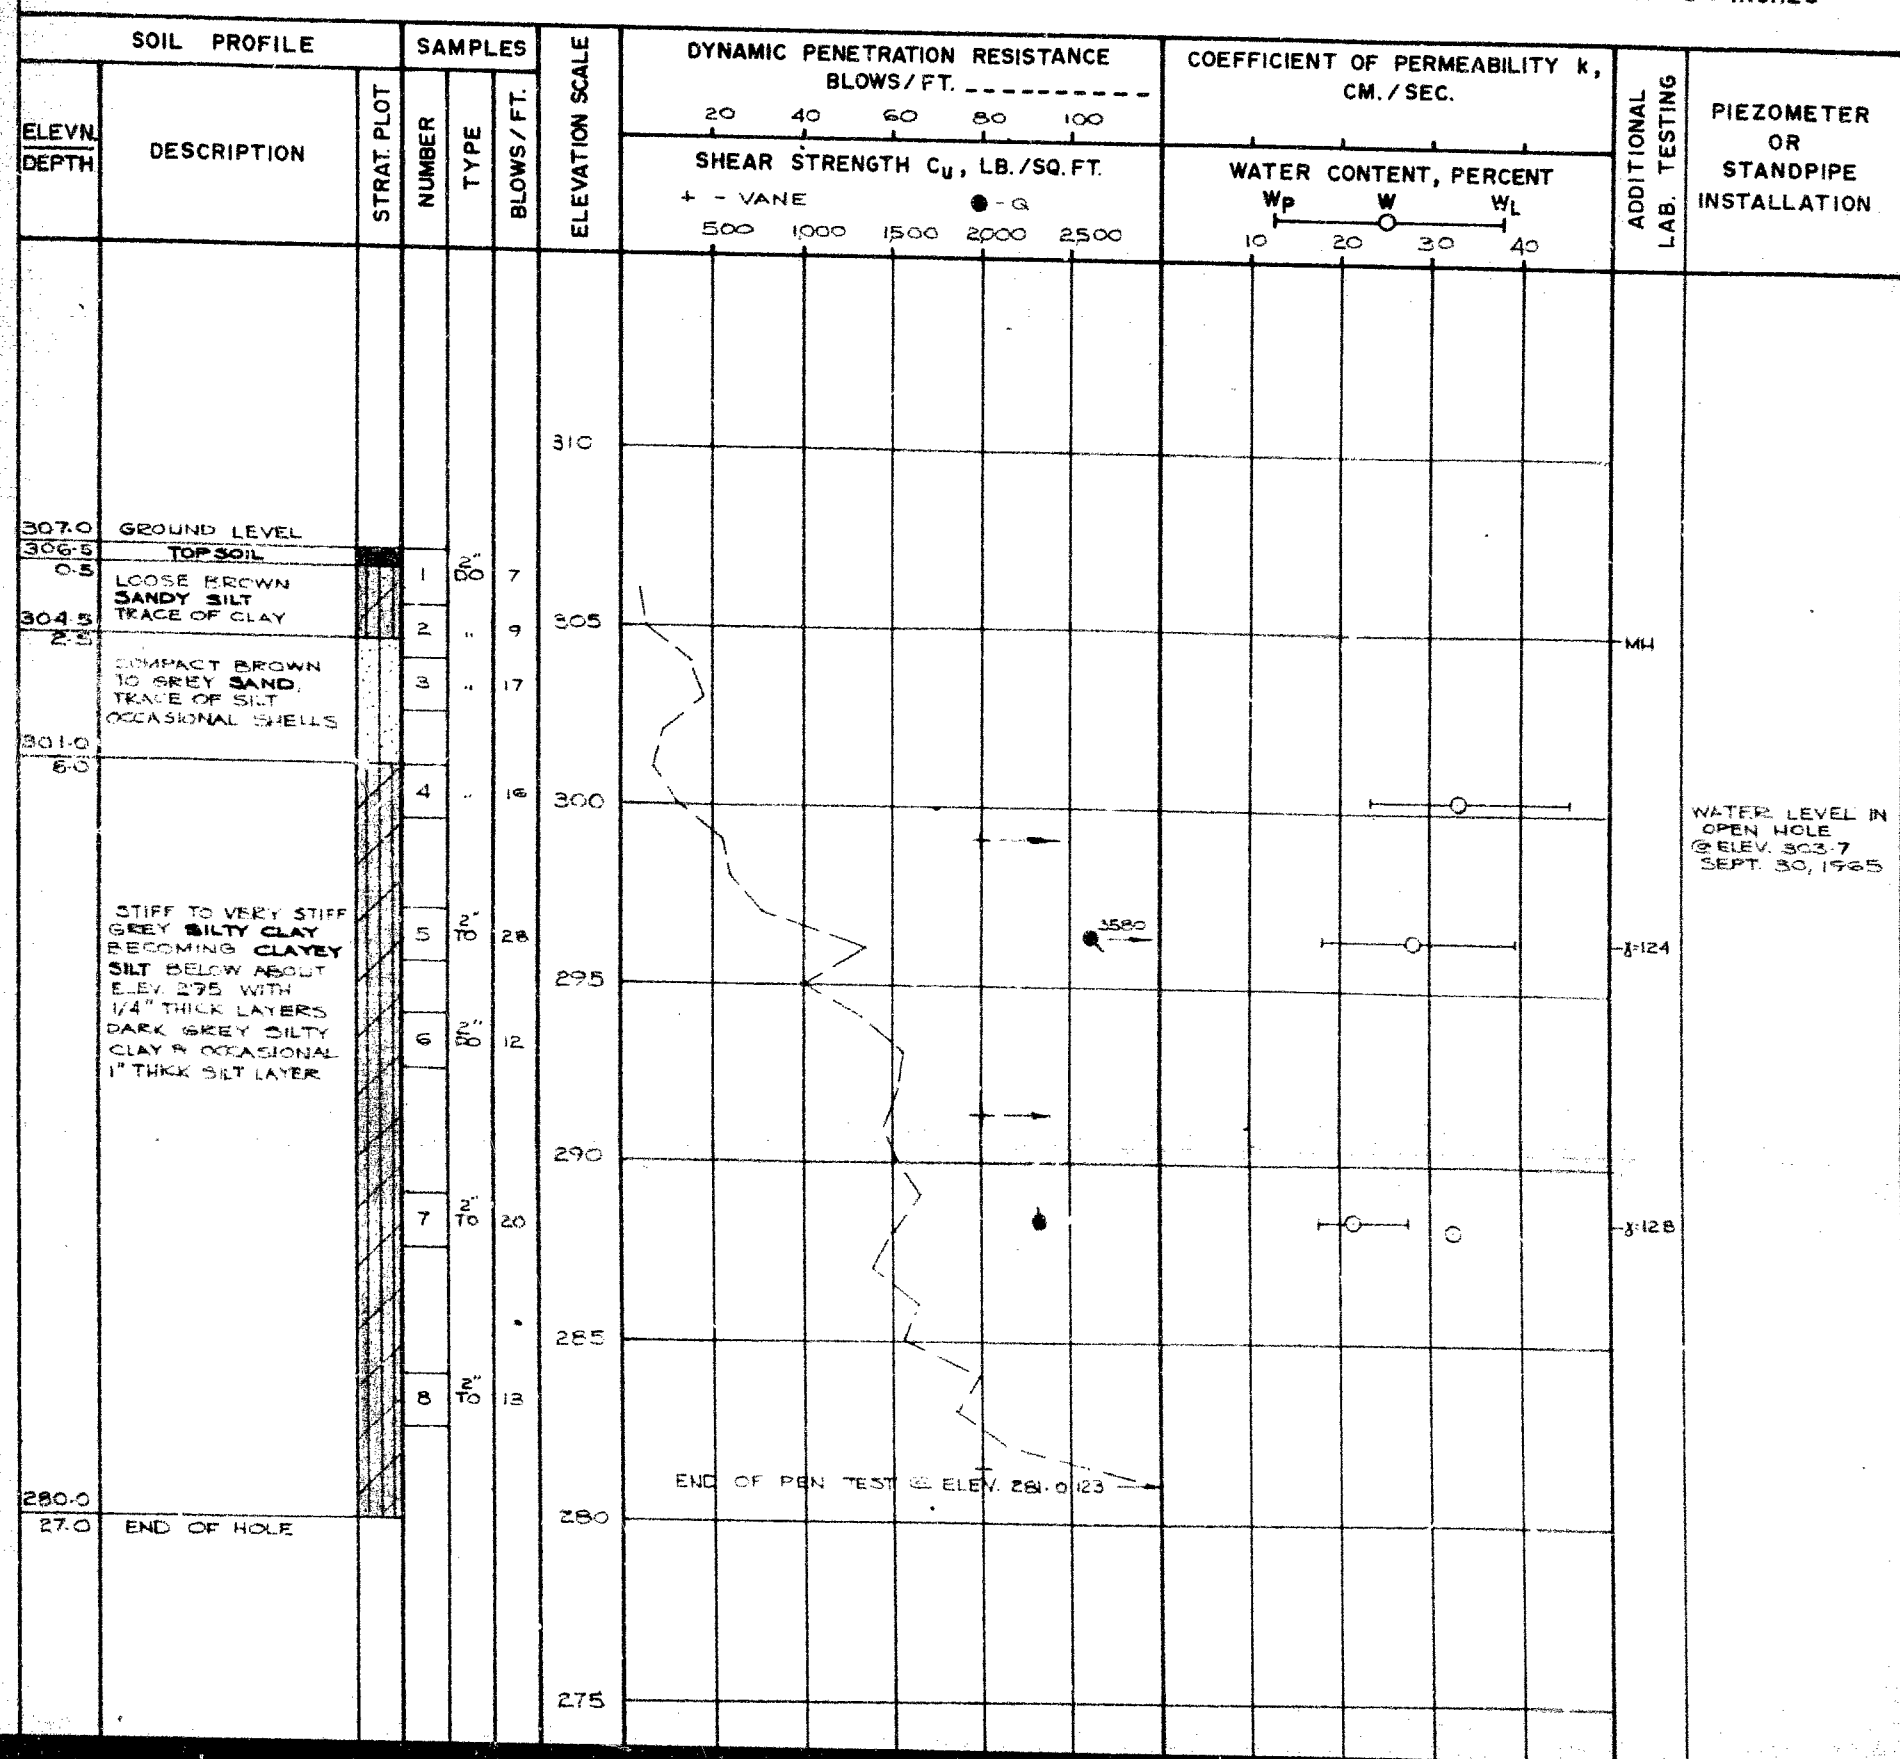 INCHES
SOIL PROFILE
SAMPLES
ELEVATION SCALE
DYNAMIC PENETRATION RESISTANCE
BLOWS/FT.
20 40 60 80 100
COEFFICIENT OF PERMEABILITY k,
CM./SEC.
ADDITIONAL
LAB. TESTING
PIEZOMETER
OR
STANDPIPE
INSTALLATION
ELEVN.
DEPTH
DESCRIPTION
STRAT. PLOT
NUMBER
TYPE
BLOWS/FT.
SHEAR STRENGTH Cu, LB./SQ.FT.
+ - VANE
● - Q
500 1,000 1,500 2,000 2,500
WATER CONTENT, PERCENT
WP W WL
10 20 30 40
310
307.0 GROUND LEVEL
306.5 TOPSOIL
0.5
LOOSE BROWN
SANDY SILT
TRACE OF CLAY
304.5
2.5
1 2" DO 7
2 " 9
305
MH
COMPACT BROWN
TO GREY SAND,
TRACE OF SILT
OCCASIONAL SHELLS
3 " 17
301.0
6.0
4 " 16
300
WATER LEVEL IN
OPEN HOLE
@ ELEV. 303.7
SEPT. 30, 1965
STIFF TO VERY STIFF
GREY SILTY CLAY
BECOMING CLAYEY
SILT BELOW ABOUT
ELEV. 295 WITH
1/4" THICK LAYERS
DARK GREY SILTY
CLAY & OCCASIONAL
1" THICK SILT LAYER
5 2" TO 28
3580
γ=124
295
6 2" DO 12
290
7 2" TO 20
γ=128
285
8 2" TO 13
END OF PEN TEST @ ELEV. 281.0 123
280.0
27.0 END OF HOLE
280
275